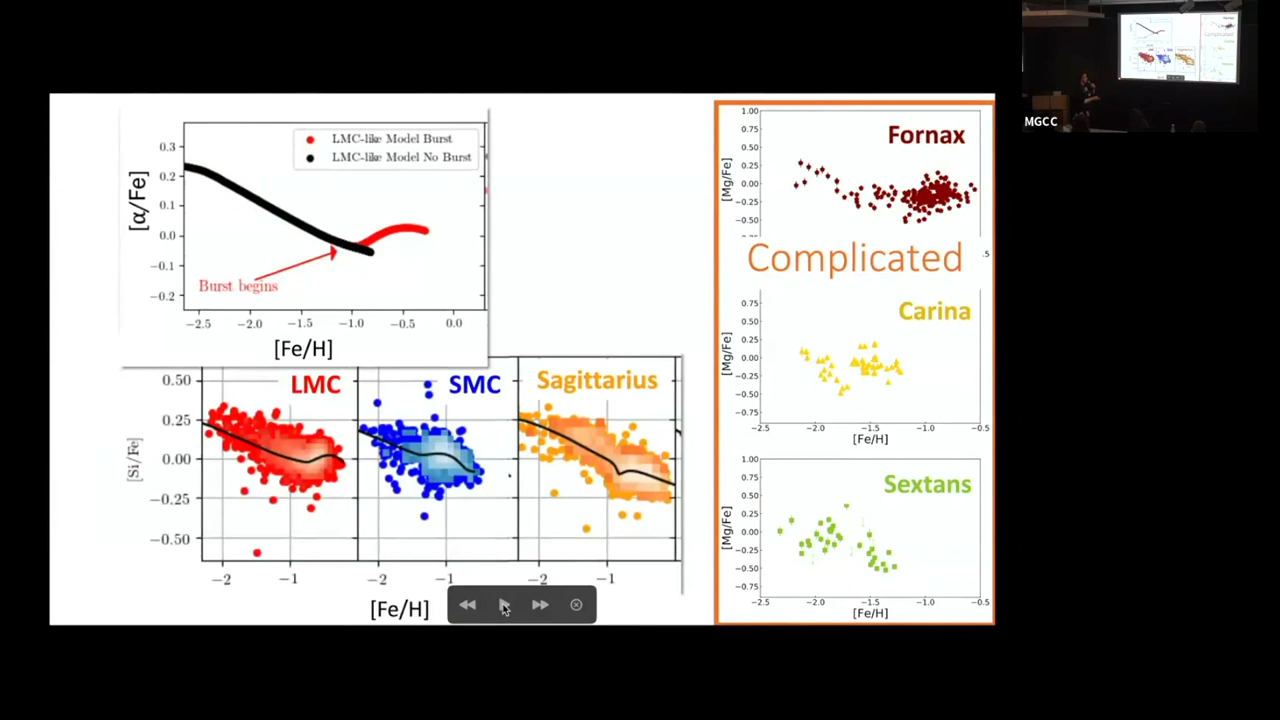 LMC-like Model Burst
LMC-like Model No Burst
0.3
0.2
0.1
0.0
−0.1
−0.2
[α/Fe]
Burst begins
−2.5 −2.0 −1.5 −1.0 −0.5 0.0
[Fe/H]
LMC SMC Sagittarius
0.50
0.25
0.00
−0.25
−0.50
[Si/Fe]
−2 −1 −2 −1 −2 −1
[Fe/H]
Fornax
1.00
0.75
0.50
0.25
0.00
−0.25
−0.50
[Mg/Fe]
Complicated
.5
Carina
0.75
0.50
0.25
0.00
−0.25
−0.50
−0.75
[Mg/Fe]
−2.5 −2.0 −1.5 −1.0 −0.5
[Fe/H]
Sextans
1.00
0.75
0.50
0.25
0.00
−0.25
−0.50
−0.75
[Mg/Fe]
−2.5 −2.0 −1.5 −1.0 −0.5
[Fe/H]
MGCC
Complicated